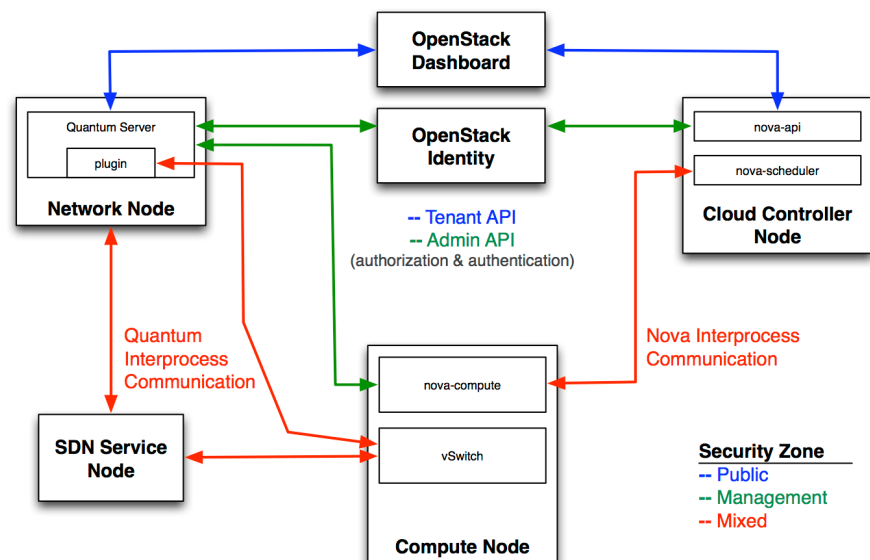 OpenStack
Dashboard
Quantum Server
plugin
Network Node
OpenStack
Identity
nova-api
nova-scheduler
Cloud Controller
Node
-- Tenant API
-- Admin API
(authorization & authentication)
Quantum
Interprocess
Communication
Nova Interprocess
Communication
nova-compute
vSwitch
Compute Node
SDN Service
Node
Security Zone
-- Public
-- Management
-- Mixed